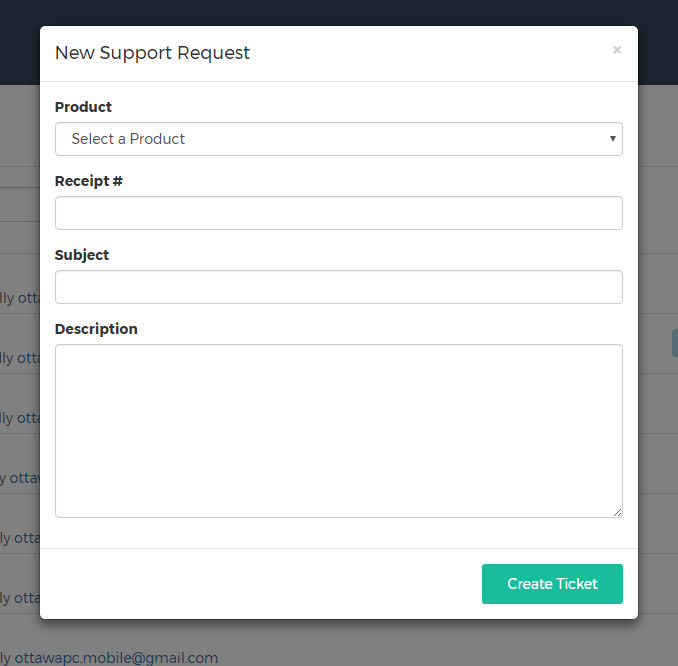 New Support Request ×
Product
Select a Product
Receipt #
Subject
Description
Create Ticket
lly otta
lly otta
lly otta
y ottaw
lly otta
lly otta
ly ottawapc.mobile@gmail.com